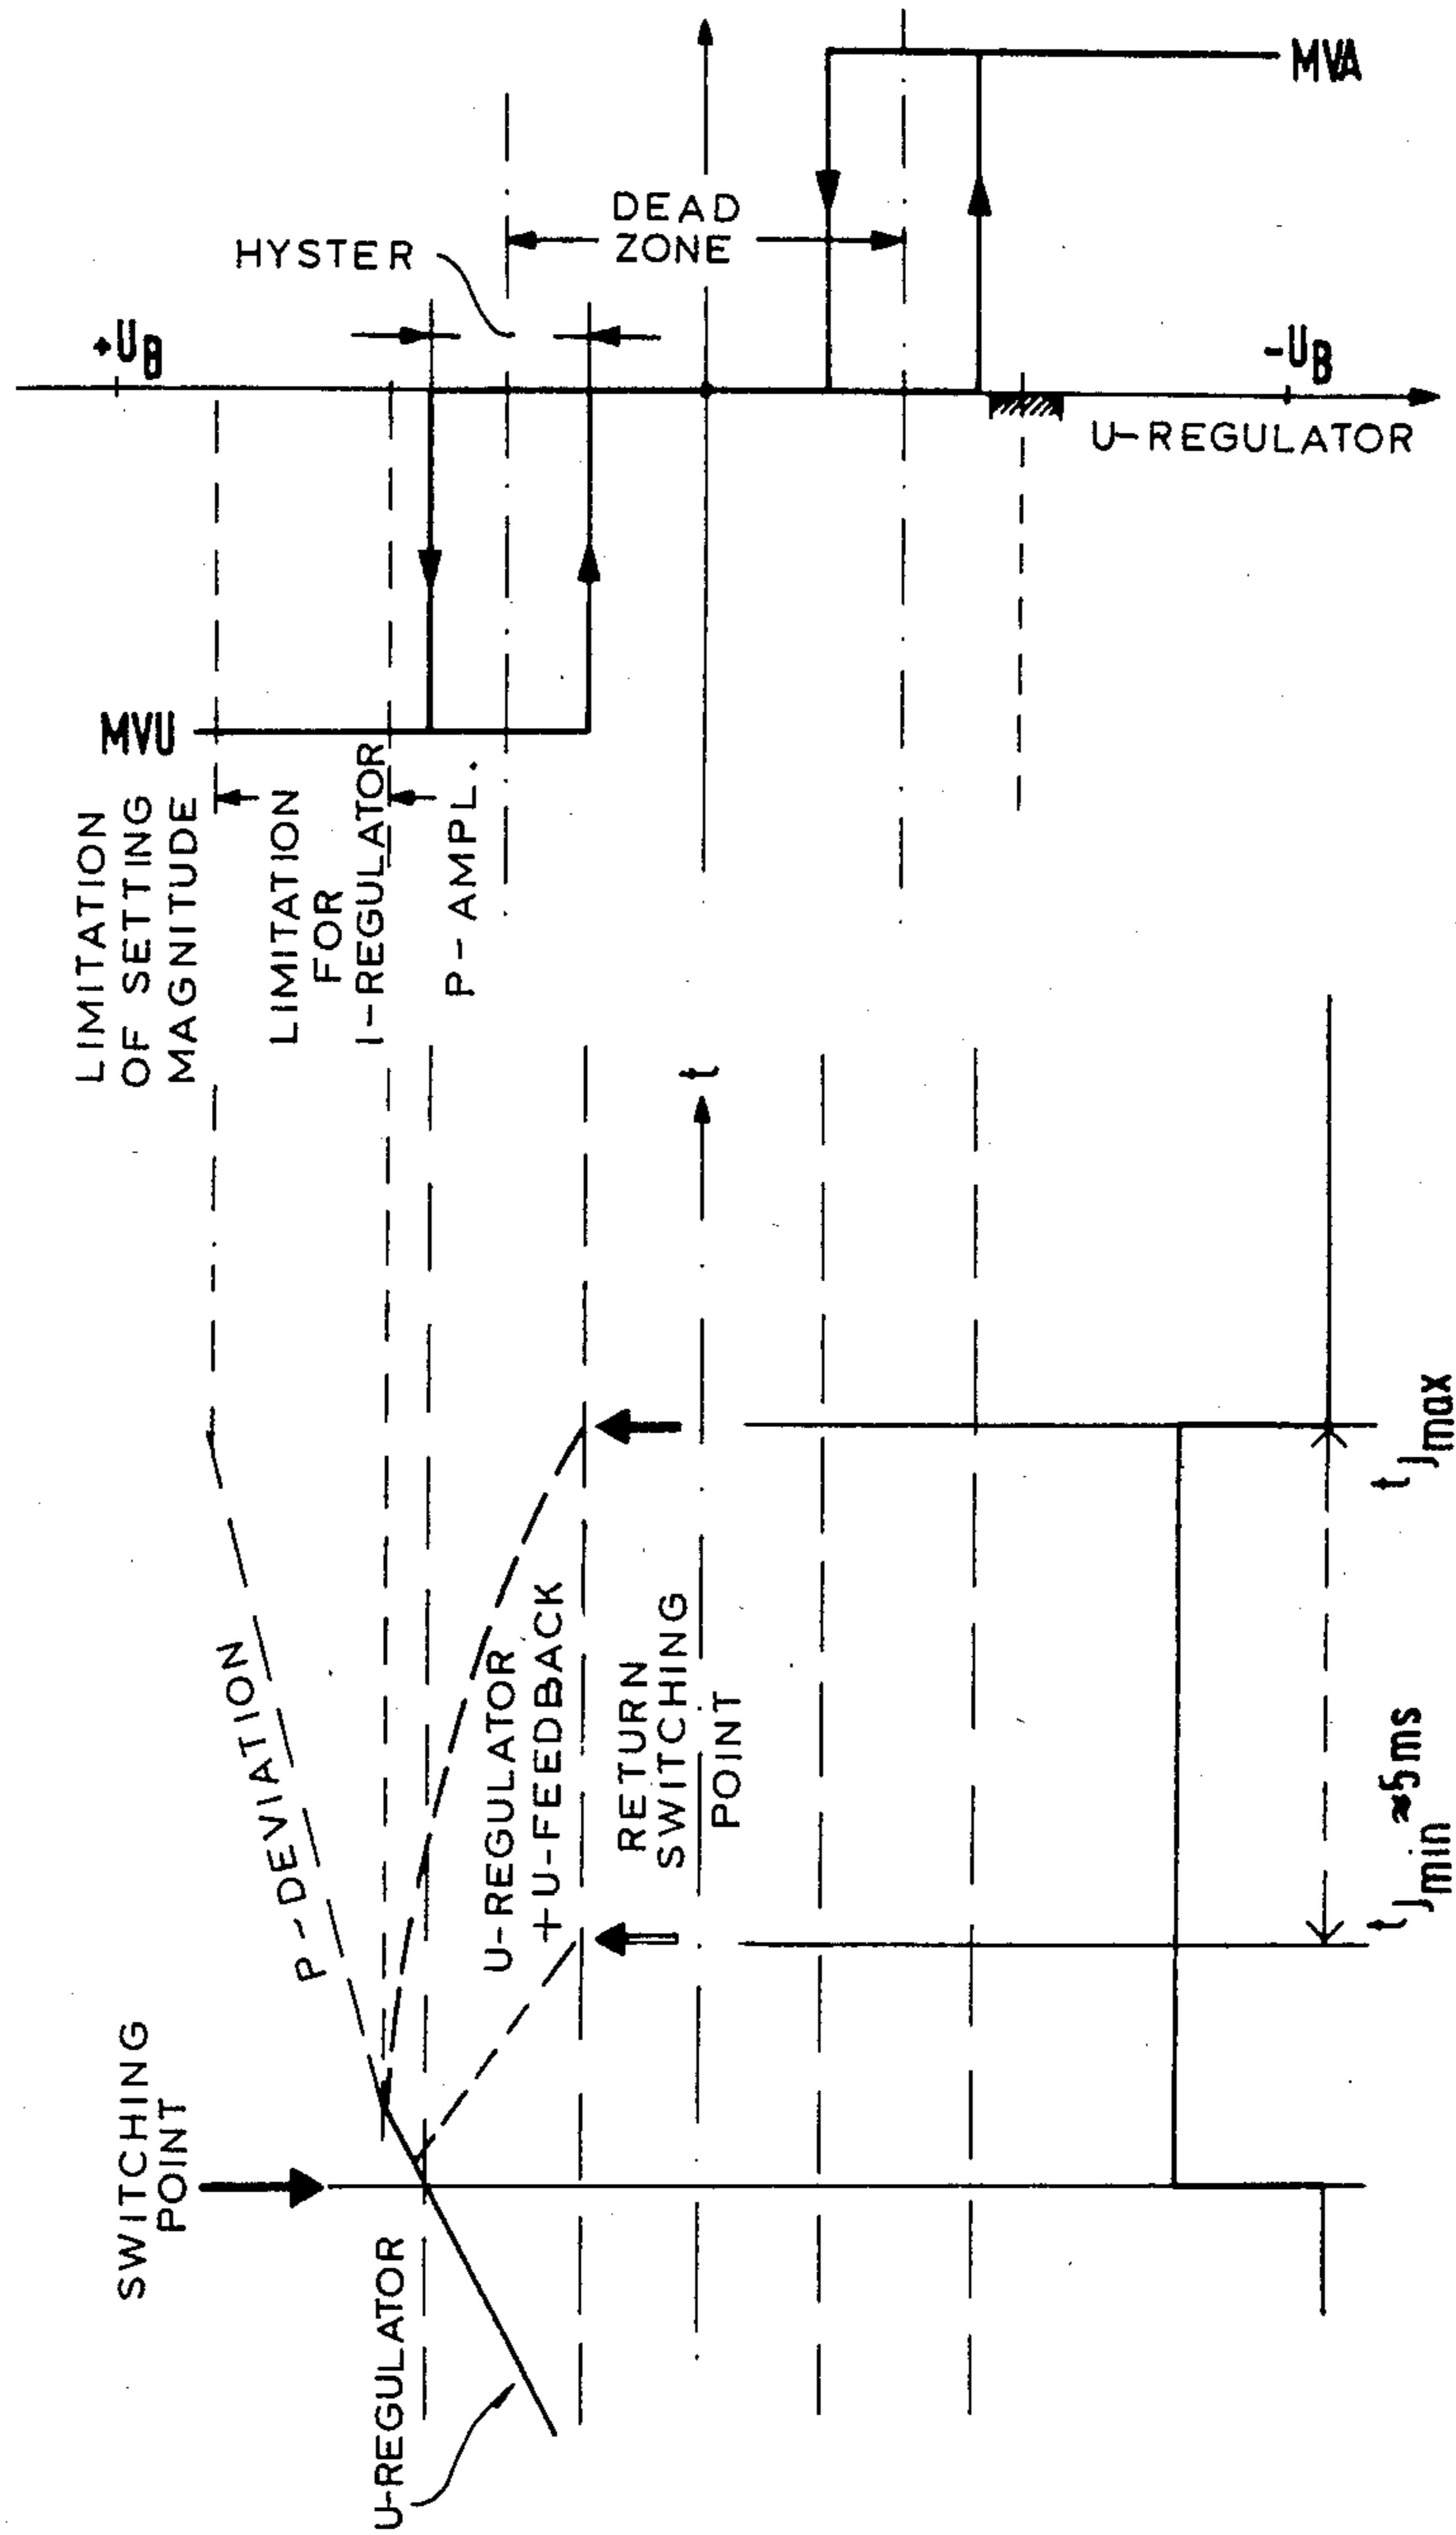 MVA
DEAD
ZONE
HYSTER
+UB
-UB
U-REGULATOR
MVU
LIMITATION
OF SETTING
MAGNITUDE
LIMITATION
FOR
I-REGULATOR
P-AMPL.
t
P-DEVIATION
U-REGULATOR
+U-FEEDBACK
RETURN
SWITCHING
POINT
SWITCHING
POINT
U-REGULATOR
tjmax
tjmin≈5ms